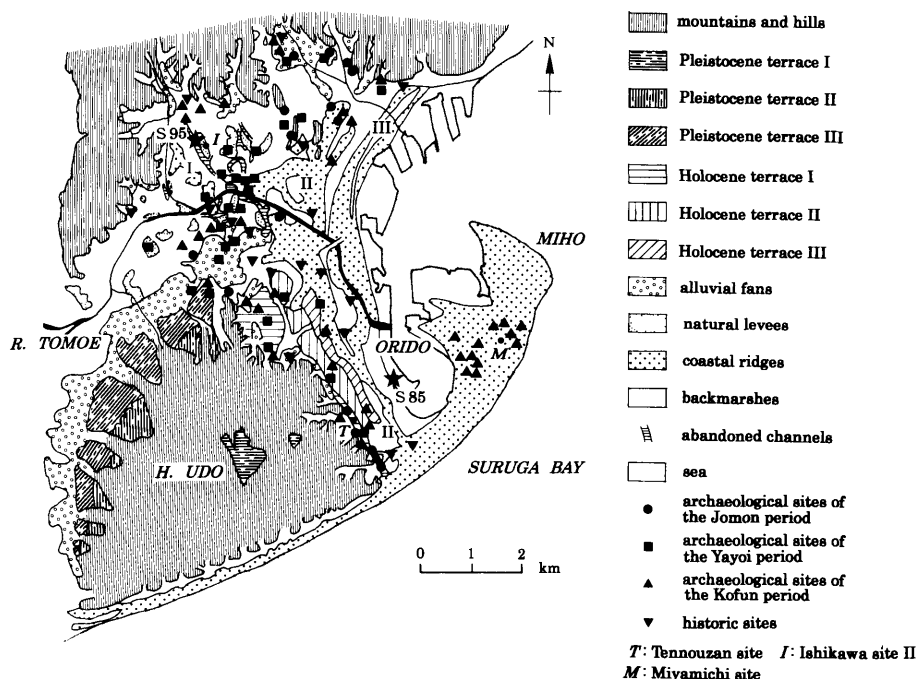 N
S 95
I
I
II
III
MIHO
R. TOMOE
ORIDO
M
S 85
T
II
H. UDO
SURUGA BAY
0 1 2
km
mountains and hills
Pleistocene terrace I
Pleistocene terrace II
Pleistocene terrace III
Holocene terrace I
Holocene terrace II
Holocene terrace III
alluvial fans
natural levees
coastal ridges
backmarshes
abandoned channels
sea
archaeological sites of
the Jomon period
archaeological sites of
the Yayoi period
archaeological sites of
the Kofun period
historic sites
T: Tennouzan site I: Ishikawa site II
M: Miyamichi site